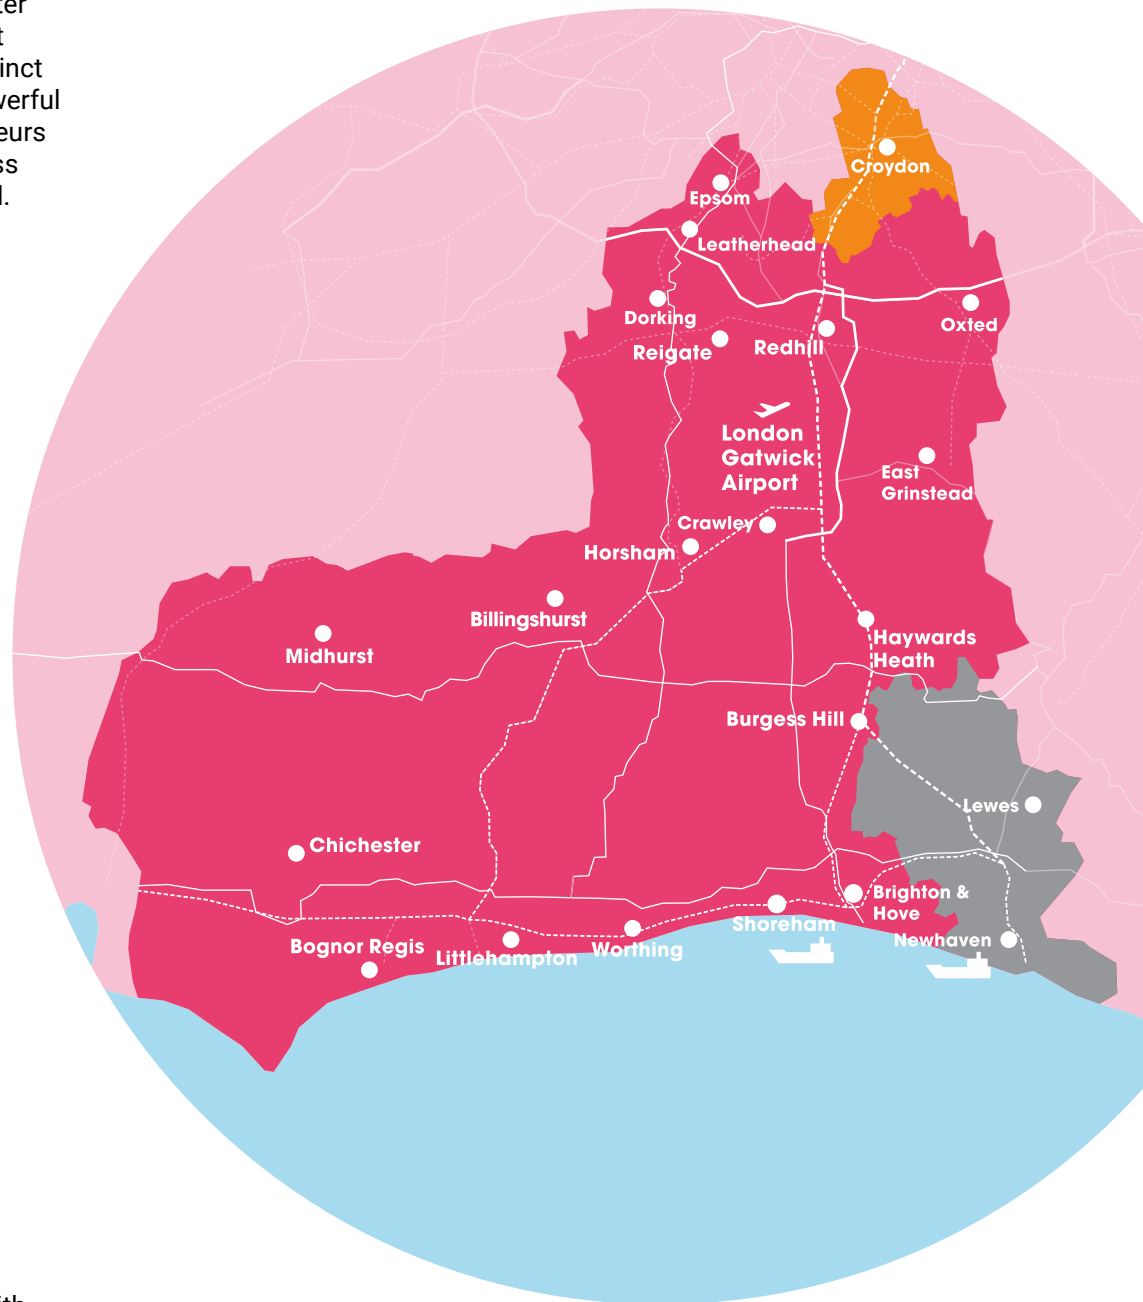 Croydon
Epsom
Leatherhead
Dorking
Oxted
Reigate
Redhill
London
Gatwick
Airport
East
Grinstead
Crawley
Horsham
Billingshurst
Midhurst
Haywards
Heath
Burgess Hill
Lewes
Chichester
Brighton &
Hove
Shoreham
Newhaven
Bognor Regis
Worthing
Littlehampton